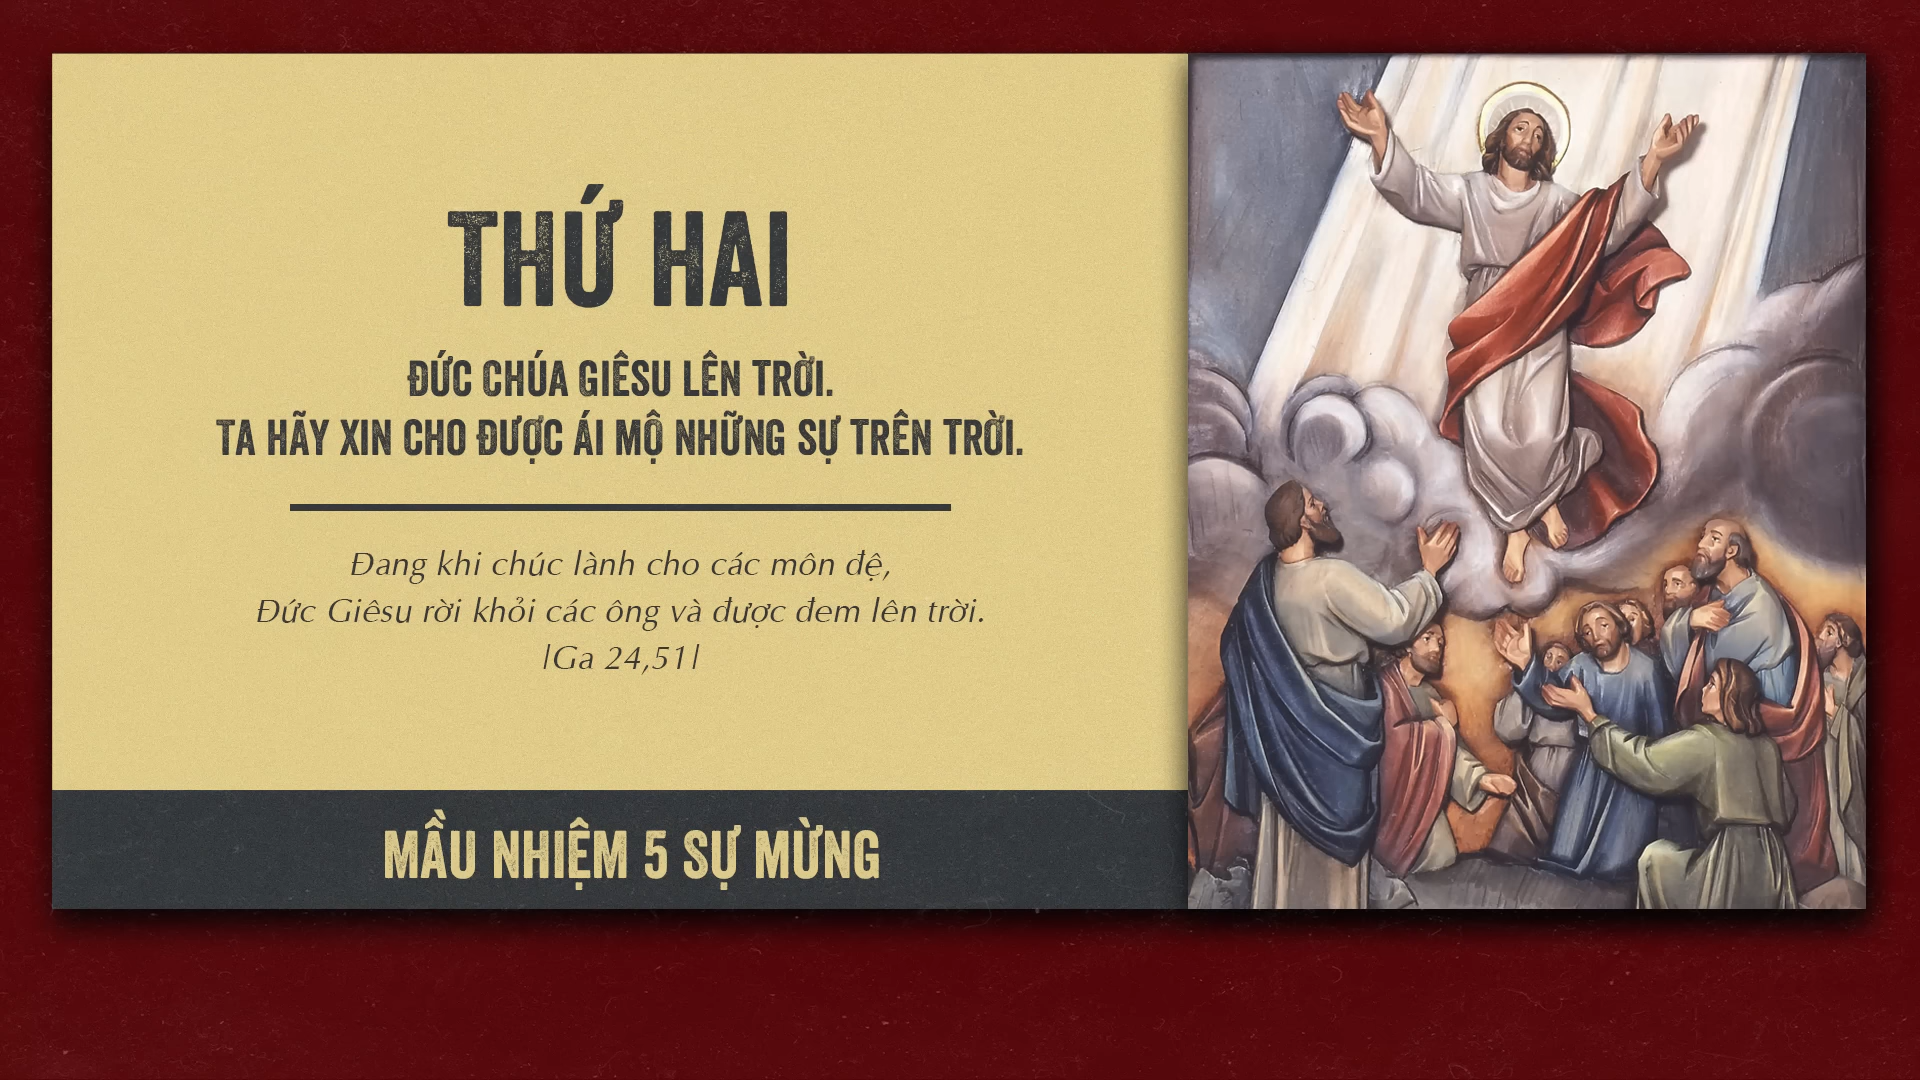 THỨ HAI
ĐỨC CHÚA GIÊSU LÊN TRỜI.
TA HÃY XIN CHO ĐƯỢC ÁI MỘ NHỮNG SỰ TRÊN TRỜI.
Đang khi chúc lành cho các môn đệ,
Đức Giêsu rời khỏi các ông và được đem lên trời.
|Ga 24,51|
MẦU NHIỆM 5 SỰ MỪNG